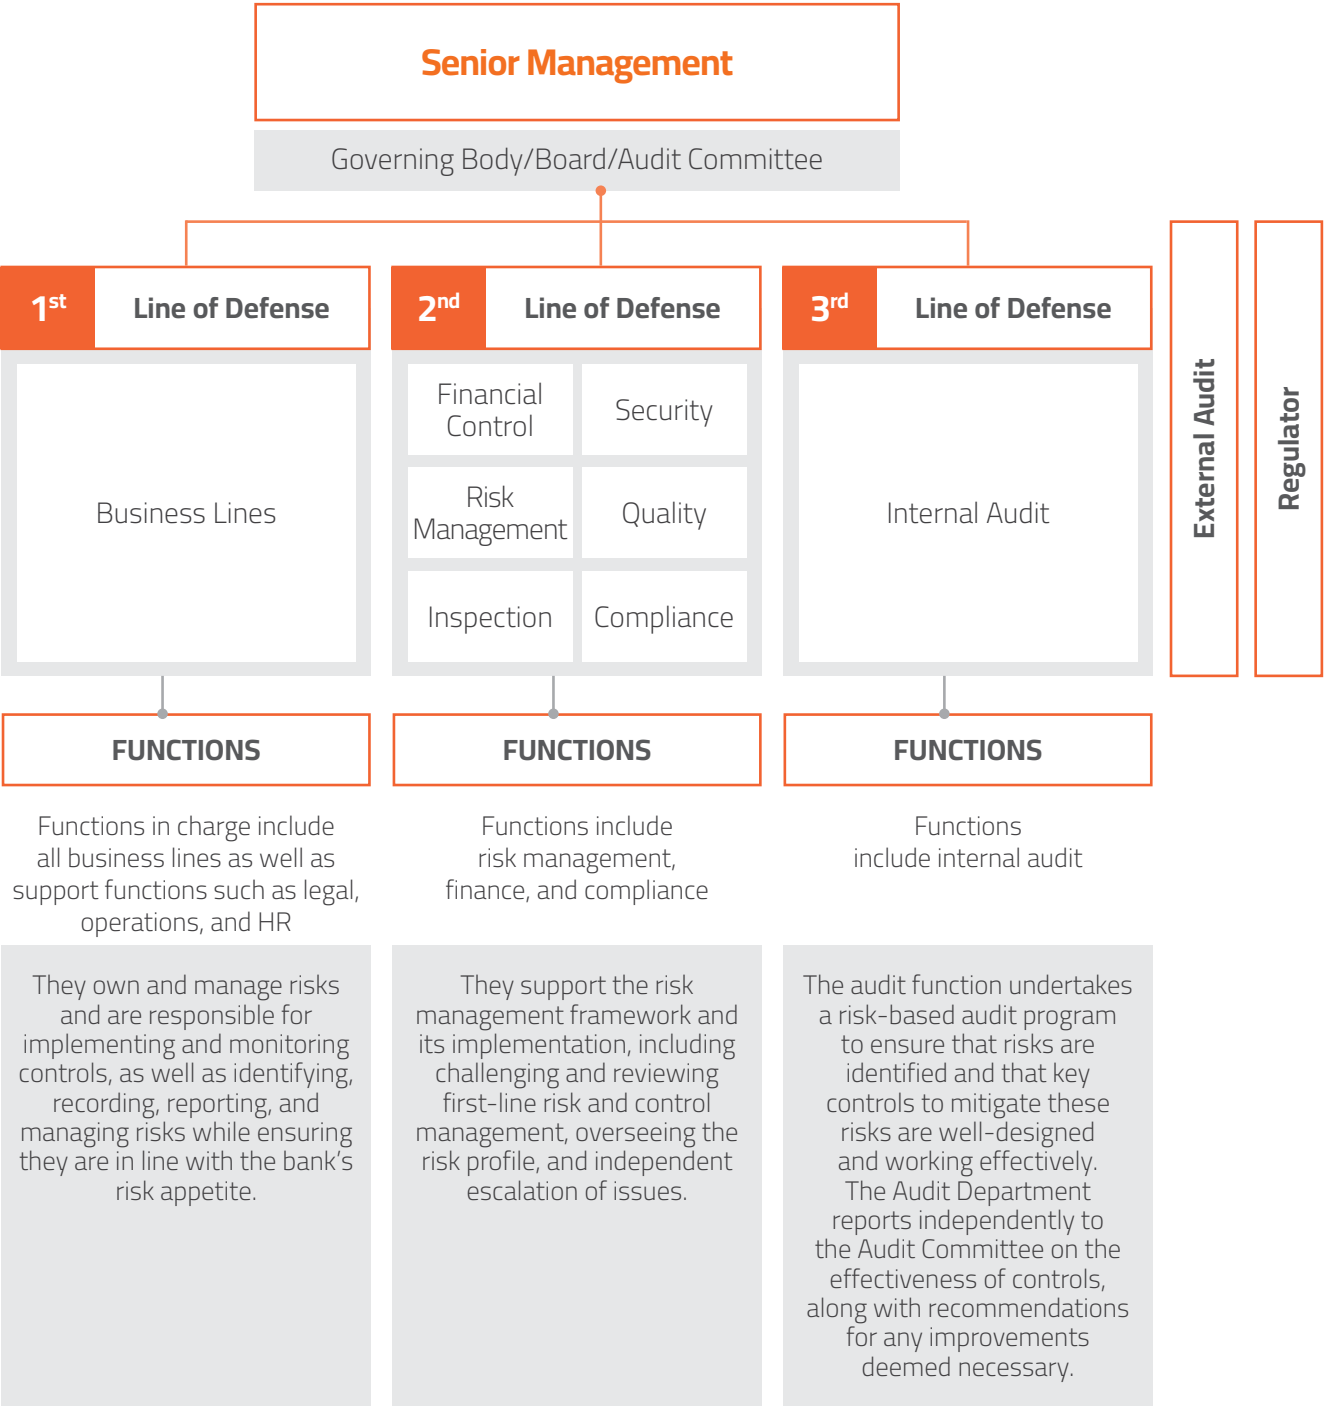 Senior Management
Governing Body/Board/Audit Committee
1st Line of Defense
Business Lines
FUNCTIONS
Functions in charge include
all business lines as well as
support functions such as legal,
operations, and HR
They own and manage risks
and are responsible for
implementing and monitoring
controls, as well as identifying,
recording, reporting, and
managing risks while ensuring
they are in line with the bank’s
risk appetite.
2nd Line of Defense
Financial
Control
Security
Risk
Management
Quality
Inspection
Compliance
FUNCTIONS
Functions include
risk management,
finance, and compliance
They support the risk
management framework and
its implementation, including
challenging and reviewing
first-line risk and control
management, overseeing the
risk profile, and independent
escalation of issues.
3rd Line of Defense
Internal Audit
FUNCTIONS
Functions
include internal audit
The audit function undertakes
a risk-based audit program
to ensure that risks are
identified and that key
controls to mitigate these
risks are well-designed
and working effectively.
The Audit Department
reports independently to
the Audit Committee on the
effectiveness of controls,
along with recommendations
for any improvements
deemed necessary.
External Audit
Regulator